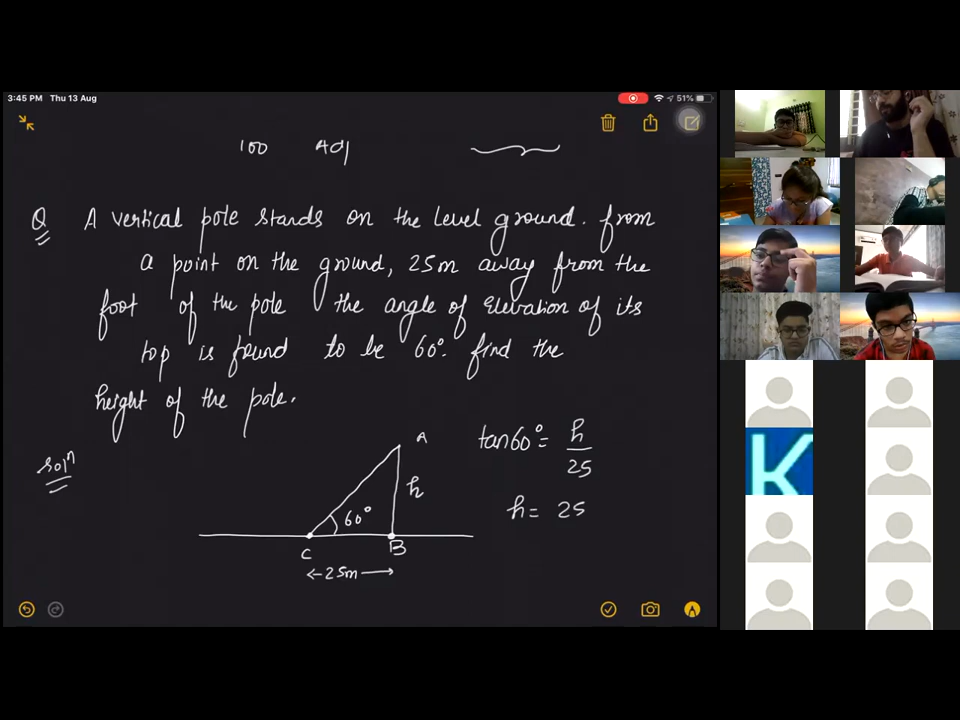 3:45 PM Thu 13 Aug
51%
100 401
Q A vertical pole stands on the level ground. from
a point on the ground, 25m away from the
foot of the pole the angle of Elevation of its
top is found to be 60°. find the
height of the pole.
Solⁿ
A
h
60°
C B
25m
tan60° = h/25
h = 25
K